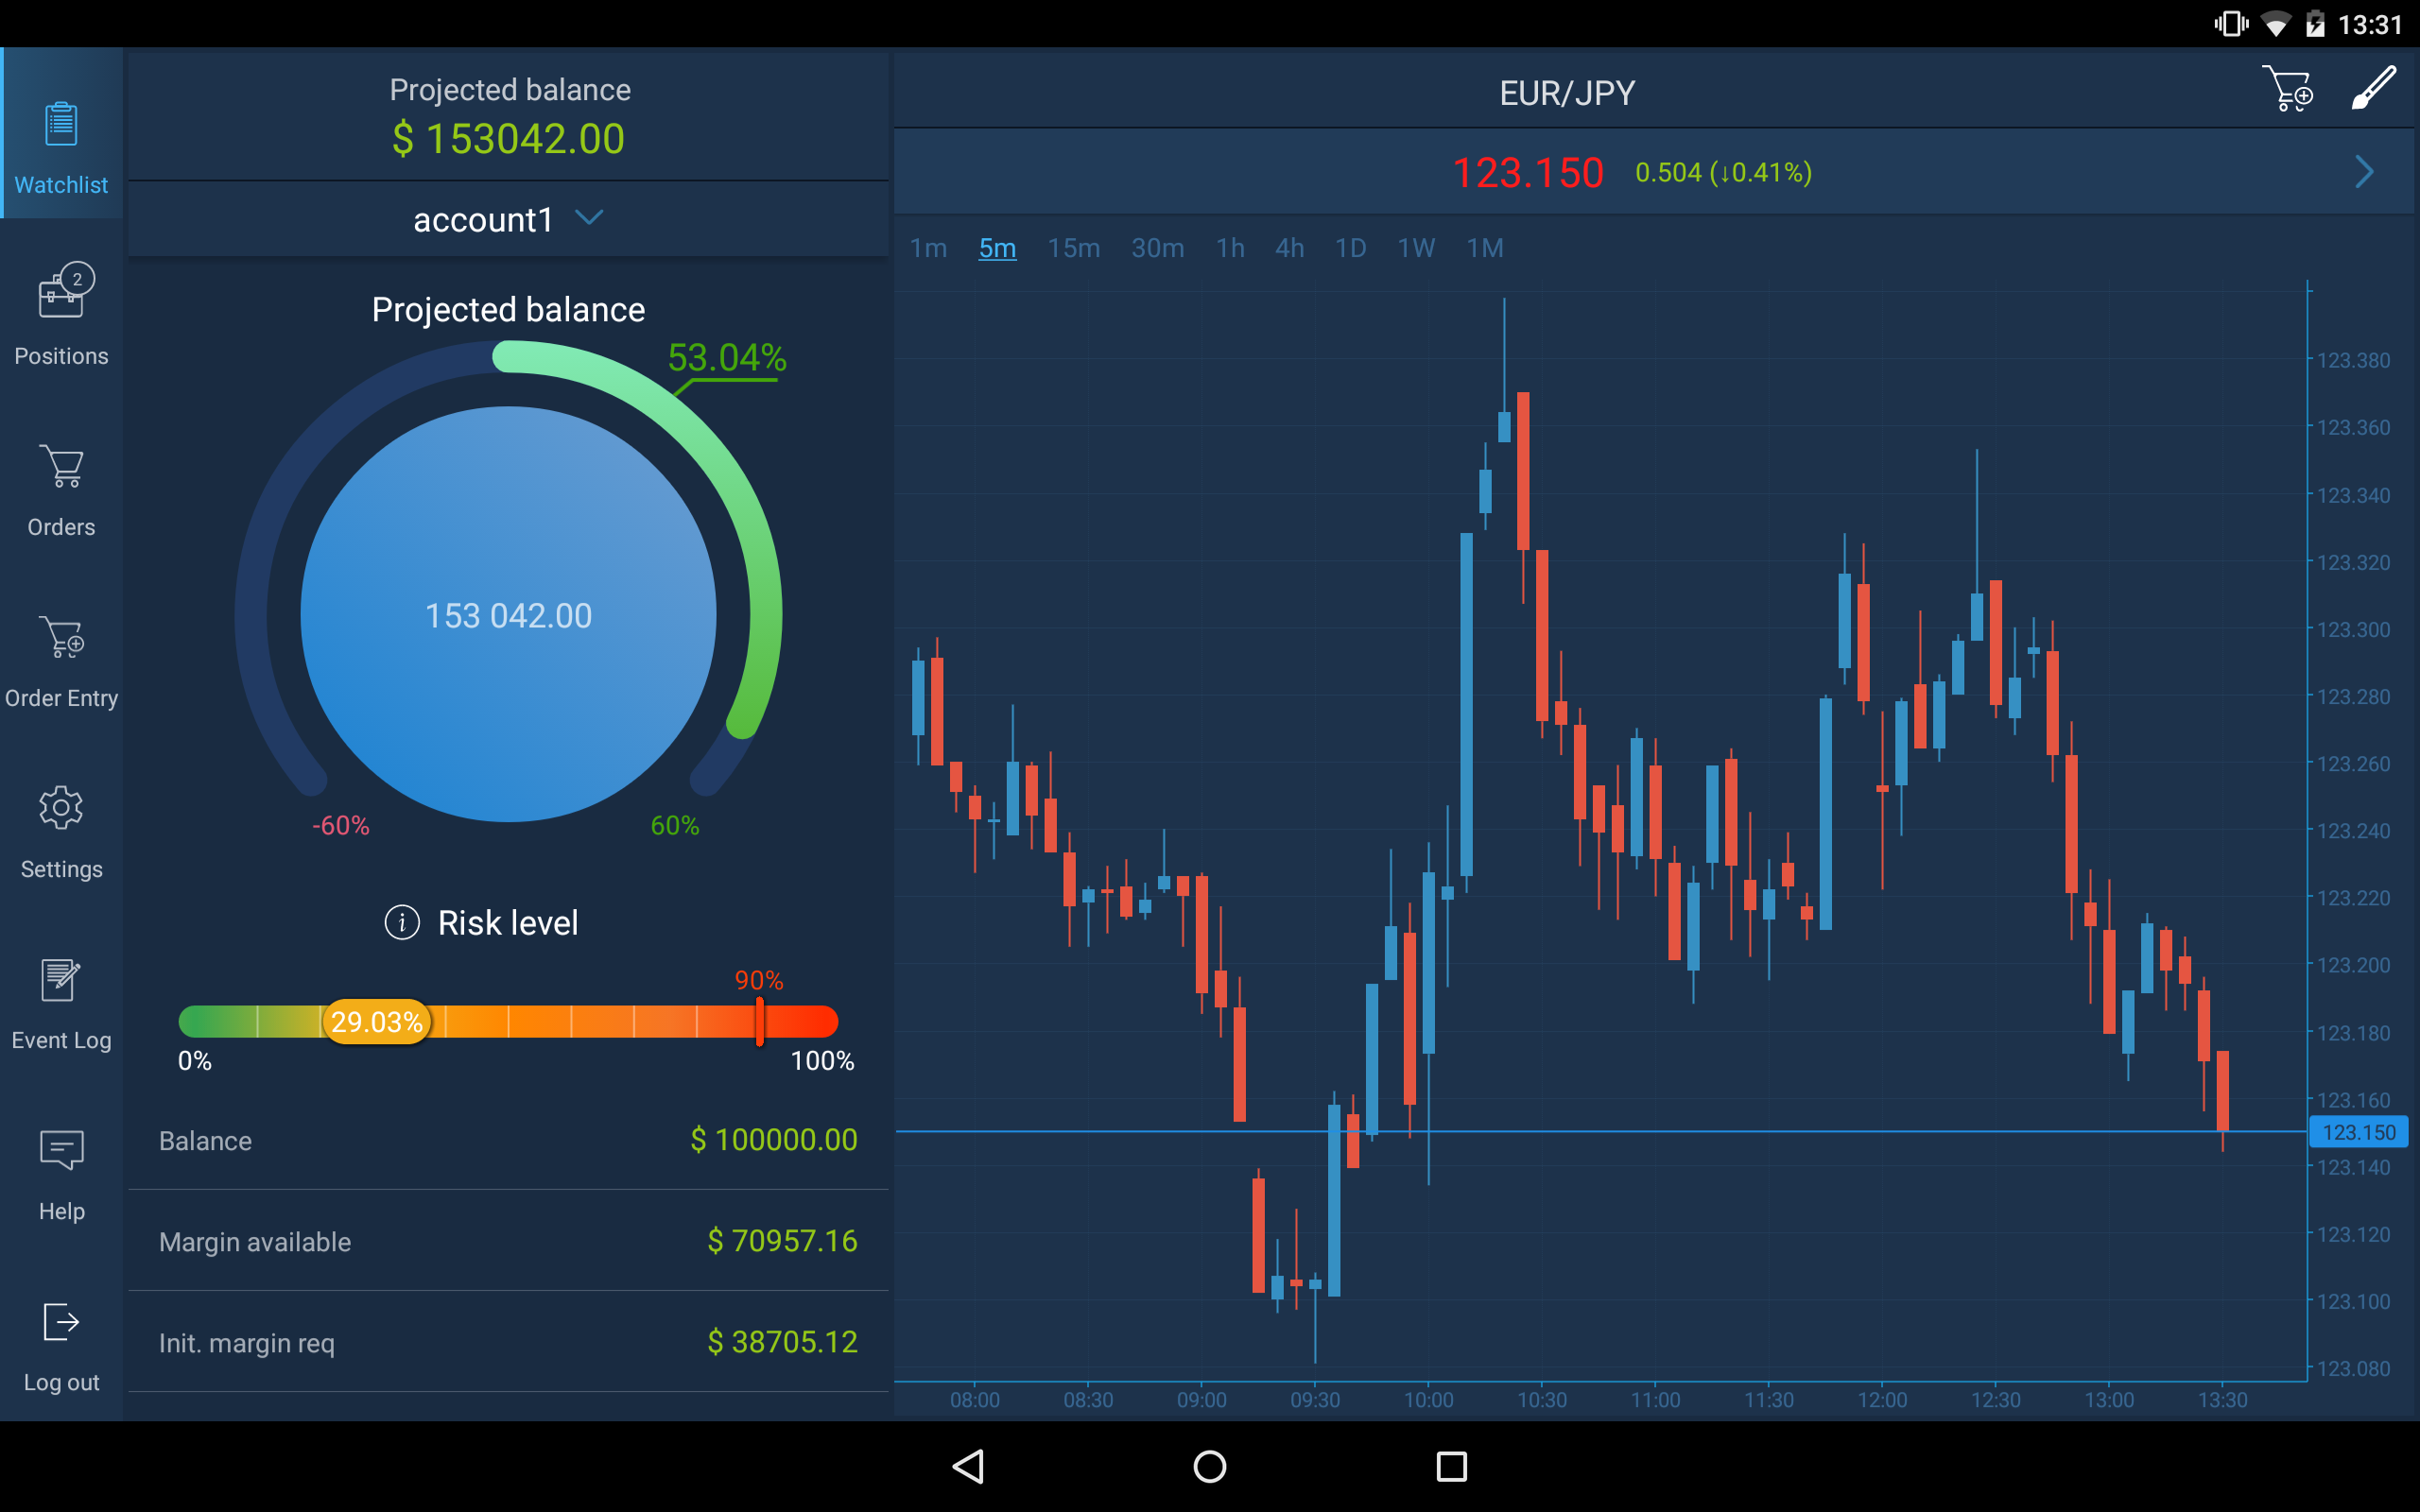 13:31
Watchlist
2
Positions
Orders
Order Entry
Settings
Event Log
Help
Log out
Projected balance
$ 153042.00
account1
Projected balance
53.04%
153 042.00
-60%
60%
i Risk level
90%
29.03%
0%
100%
Balance
$ 100000.00
Margin available
$ 70957.16
Init. margin req
$ 38705.12
EUR/JPY
123.150 0.504 (↓0.41%)
1m 5m 15m 30m 1h 4h 1D 1W 1M
123.380
123.360
123.340
123.320
123.300
123.280
123.260
123.240
123.220
123.200
123.180
123.160
123.150
123.140
123.120
123.100
123.080
08:00 08:30 09:00 09:30 10:00 10:30 11:00 11:30 12:00 12:30 13:00 13:30